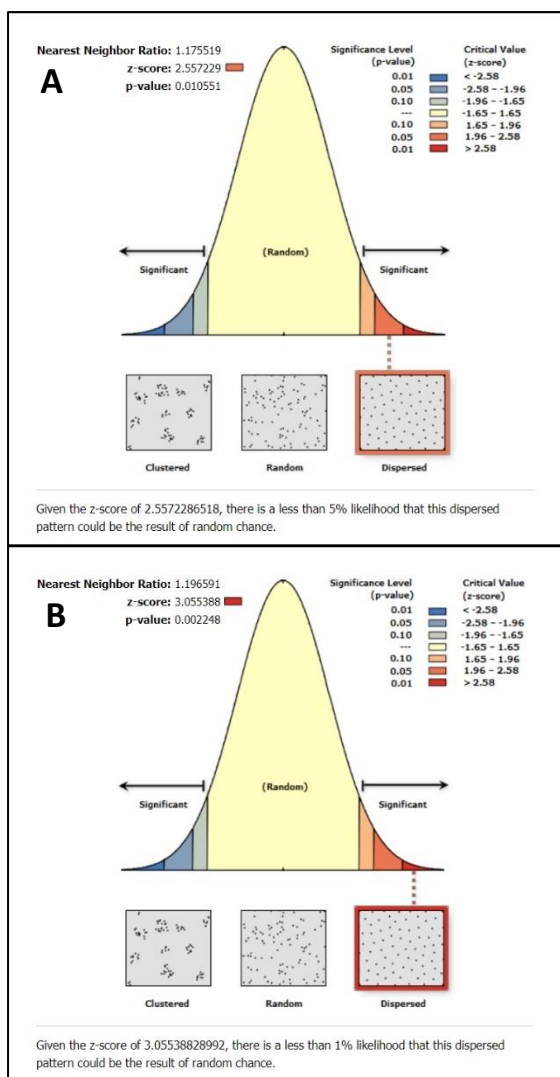 A
Nearest Neighbor Ratio: 1.175519
z-score: 2.557229
p-value: 0.010551
Significance Level Critical Value
(p-value) (z-score)
0.01 < -2.58
0.05 -2.58 – -1.96
0.10 -1.96 – -1.65
--- -1.65 – 1.65
0.10 1.65 – 1.96
0.05 1.96 – 2.58
0.01 > 2.58
Significant (Random) Significant
Clustered Random Dispersed
Given the z-score of 2.5572286518, there is a less than 5% likelihood that this dispersed
pattern could be the result of random chance.
B
Nearest Neighbor Ratio: 1.196591
z-score: 3.055388
p-value: 0.002248
Significance Level Critical Value
(p-value) (z-score)
0.01 < -2.58
0.05 -2.58 – -1.96
0.10 -1.96 – -1.65
--- -1.65 – 1.65
0.10 1.65 – 1.96
0.05 1.96 – 2.58
0.01 > 2.58
Significant (Random) Significant
Clustered Random Dispersed
Given the z-score of 3.05538828992, there is a less than 1% likelihood that this dispersed
pattern could be the result of random chance.